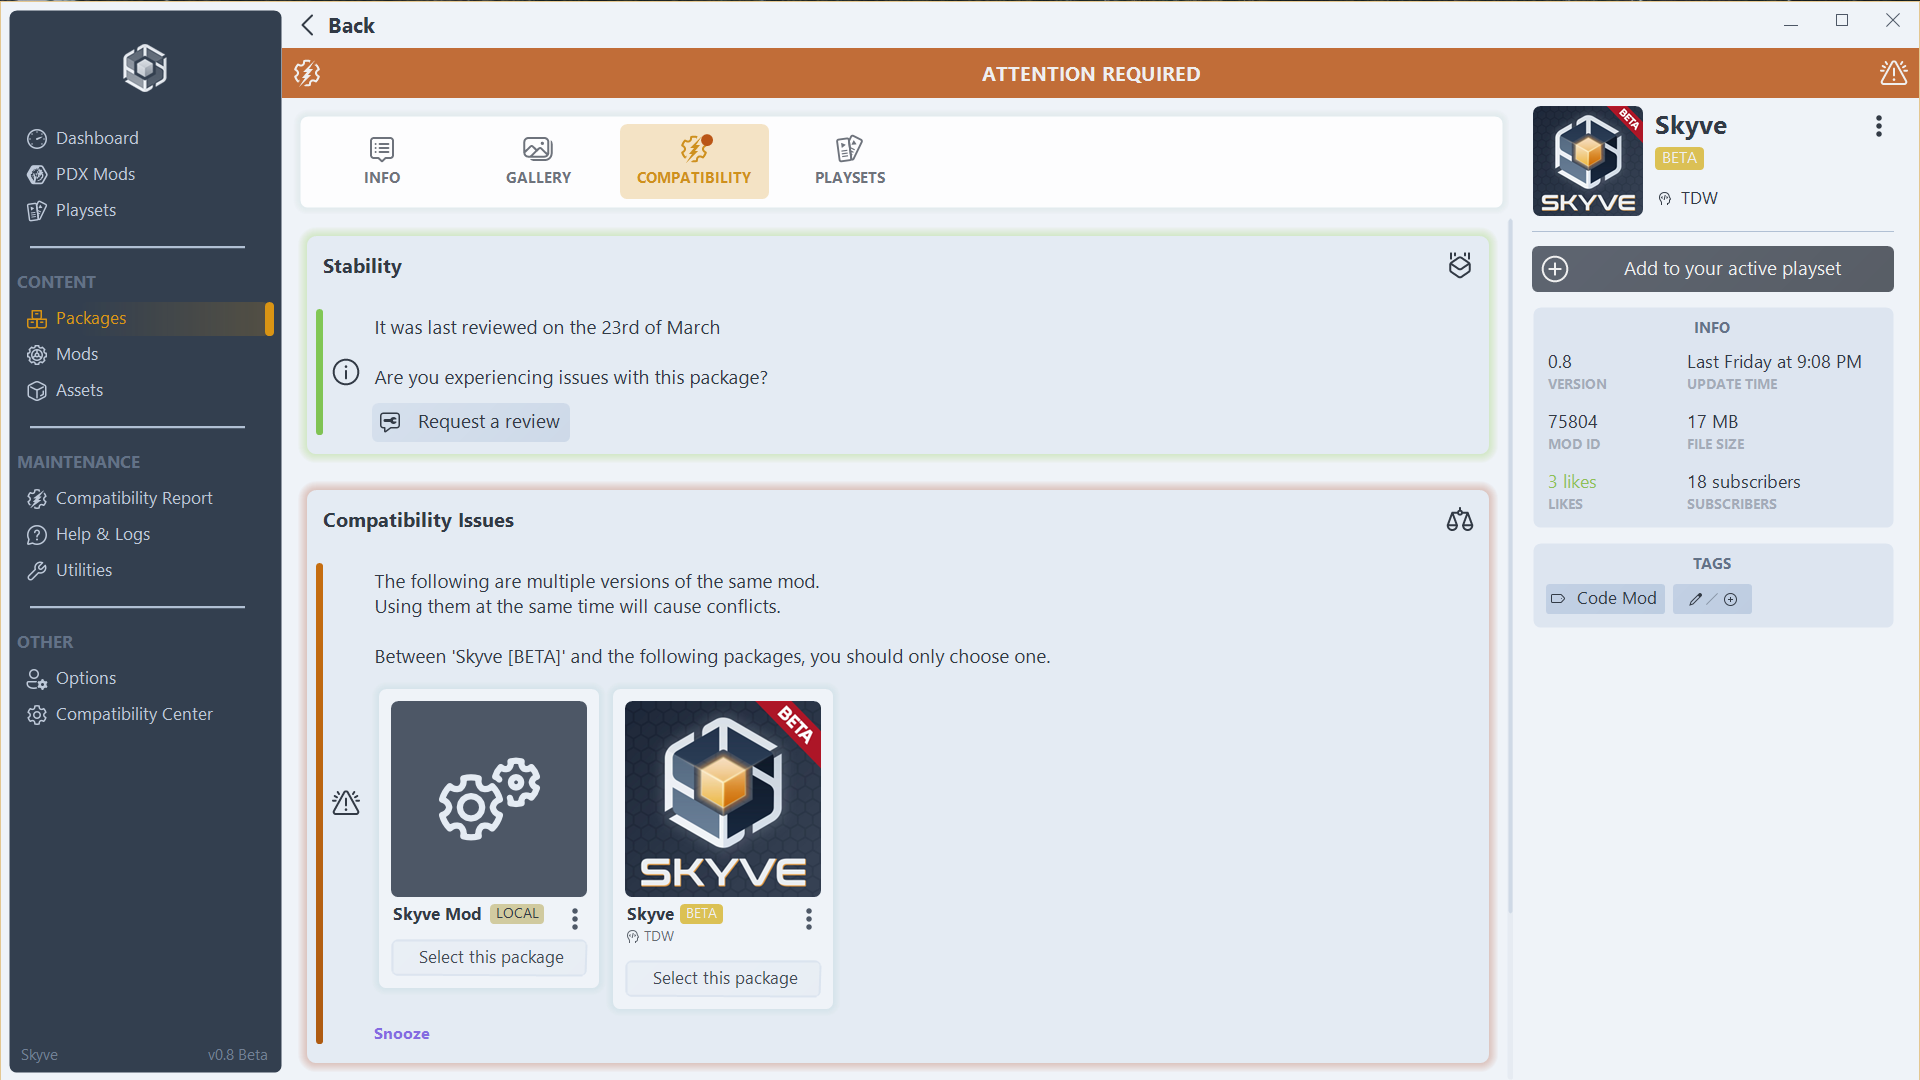 Back
ATTENTION REQUIRED
Dashboard
PDX Mods
Playsets
CONTENT
Packages
Mods
Assets
MAINTENANCE
Compatibility Report
Help & Logs
Utilities
OTHER
Options
Compatibility Center
Skyve
v0.8 Beta
INFO
GALLERY
COMPATIBILITY
PLAYSETS
Stability
It was last reviewed on the 23rd of March
Are you experiencing issues with this package?
Request a review
Compatibility Issues
The following are multiple versions of the same mod.
Using them at the same time will cause conflicts.
Between 'Skyve [BETA]' and the following packages, you should only choose one.
Skyve Mod LOCAL
Select this package
BETA
SKYVE
Skyve BETA
TDW
Select this package
Snooze
BETA
SKYVE
Skyve
BETA
TDW
Add to your active playset
INFO
0.8
VERSION
Last Friday at 9:08 PM
UPDATE TIME
75804
MOD ID
17 MB
FILE SIZE
3 likes
LIKES
18 subscribers
SUBSCRIBERS
TAGS
Code Mod